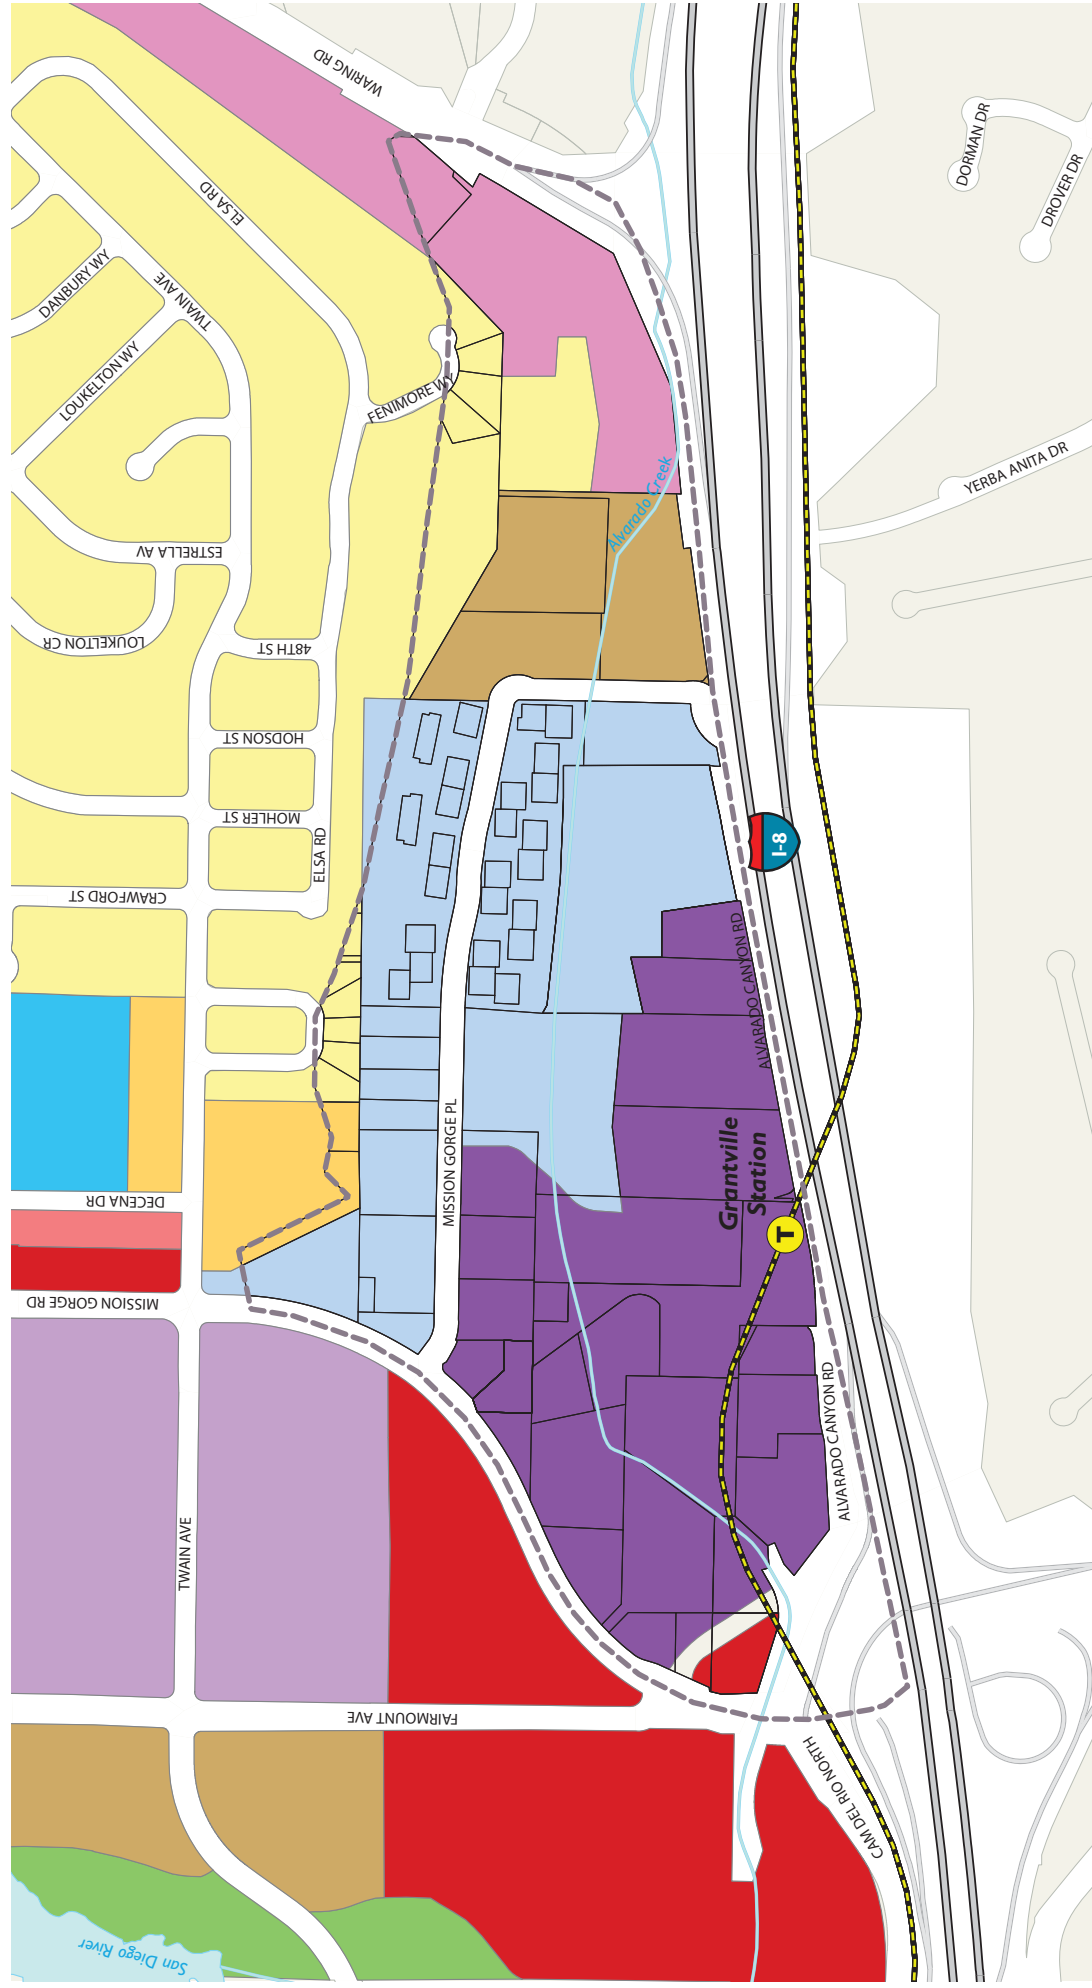 WARING RD
DORMAN DR
DROVER DR
ELSA RD
DANBURY WY
TWAIN AVE
LOUKELTON WY
FENIMORE WY
YERBA ANITA DR
Alvarado Creek
ESTRELLA AV
LOUKELTON CR
48TH ST
HODSON ST
MOHLER ST
ELSA RD
I-8
CRAWFORD ST
ALVARADO CANYON RD
MISSION GORGE PL
Grantville
Station
DECENA DR
T
MISSION GORGE RD
ALVARADO CANYON RD
TWAIN AVE
FAIRMOUNT AVE
CAM DEL RIO NORTH
San Diego River